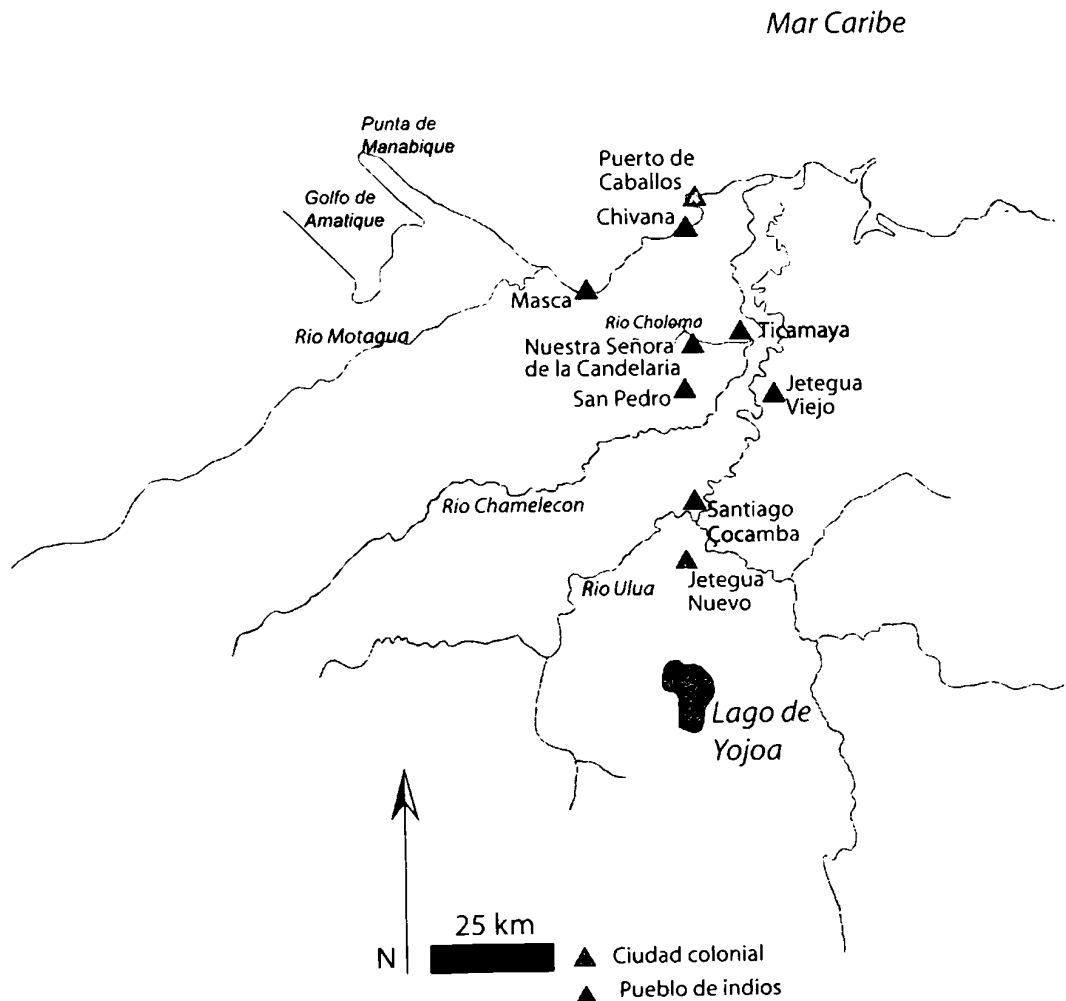 Mar Caribe
Punta de
Manabique
Puerto de
Caballos
Golfo de
Amatique
Chivana
Masca
Rio Choloma
Ticamaya
Rio Motagua
Nuestra Señora
de la Candelaria
San Pedro
Jetegua
Viejo
Rio Chamelecon
Santiago
Cocamba
Rio Ulua
Jetegua
Nuevo
Lago de
Yojoa
25 km
N
Ciudad colonial
Pueblo de indios